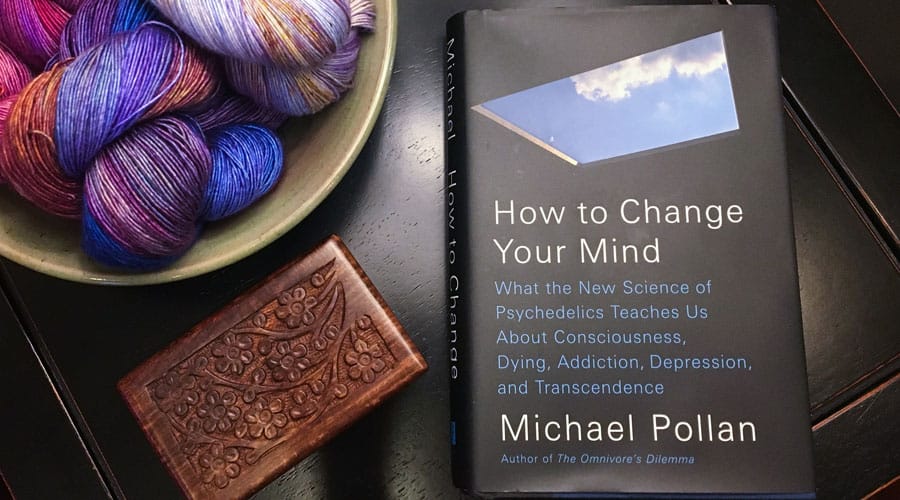 Michael How to Change
How to Change
Your Mind
What the New Science of
Psychedelics Teaches Us
About Consciousness,
Dying, Addiction, Depression,
and Transcendence
Michael Pollan
Author of The Omnivore's Dilemma